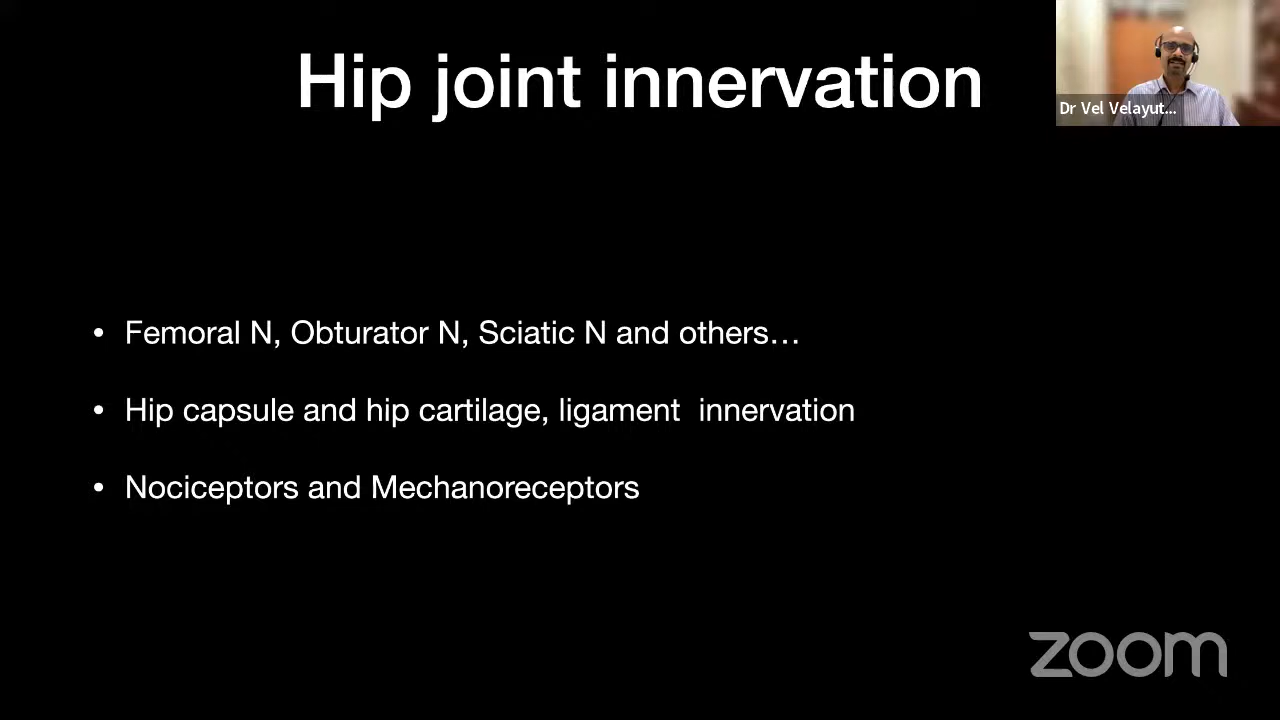 Hip joint innervation
Dr Vel Velayut...
• Femoral N, Obturator N, Sciatic N and others…
• Hip capsule and hip cartilage, ligament  innervation
• Nociceptors and Mechanoreceptors
zoom